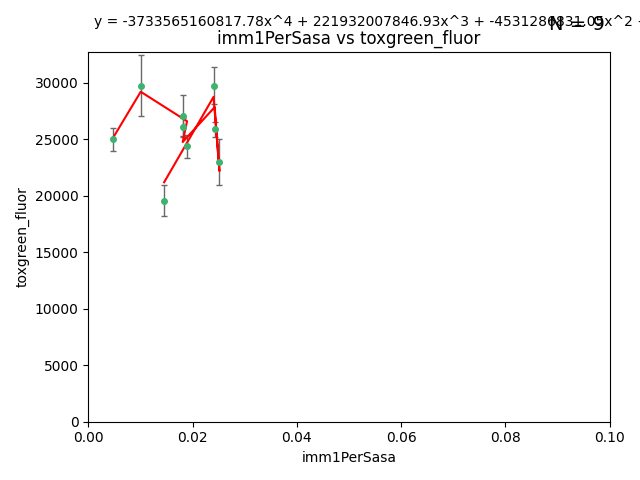 y = -3733565160817.78x^4 + 221932007846.93x^3 + -4531286831.05x^2 -
N = 9
imm1PerSasa vs toxgreen_fluor
30000
25000
20000
15000
10000
5000
0
toxgreen_fluor
0.00 0.02 0.04 0.06 0.08 0.10
imm1PerSasa